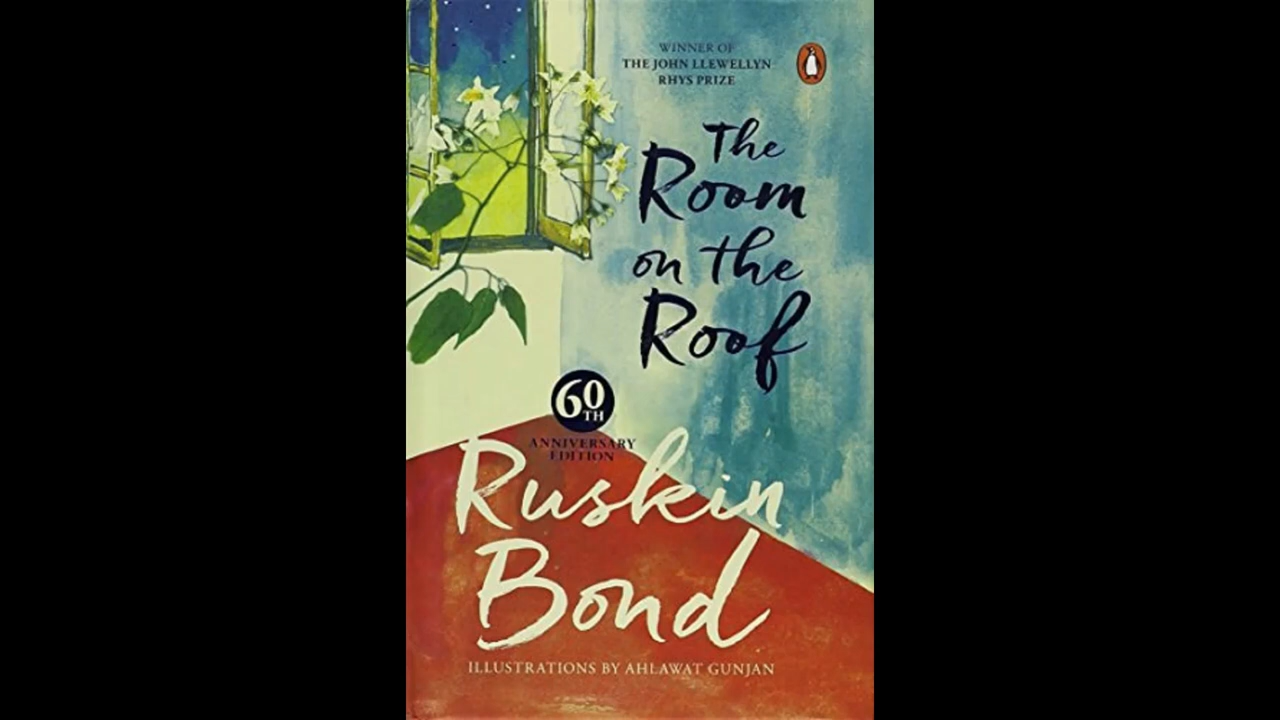 WINNER OF
THE JOHN LLEWELLYN
RHYS PRIZE
The
Room
on the
Roof
60TH
ANNIVERSARY
EDITION
Ruskin
Bond
ILLUSTRATIONS BY AHLAWAT GUNJAN